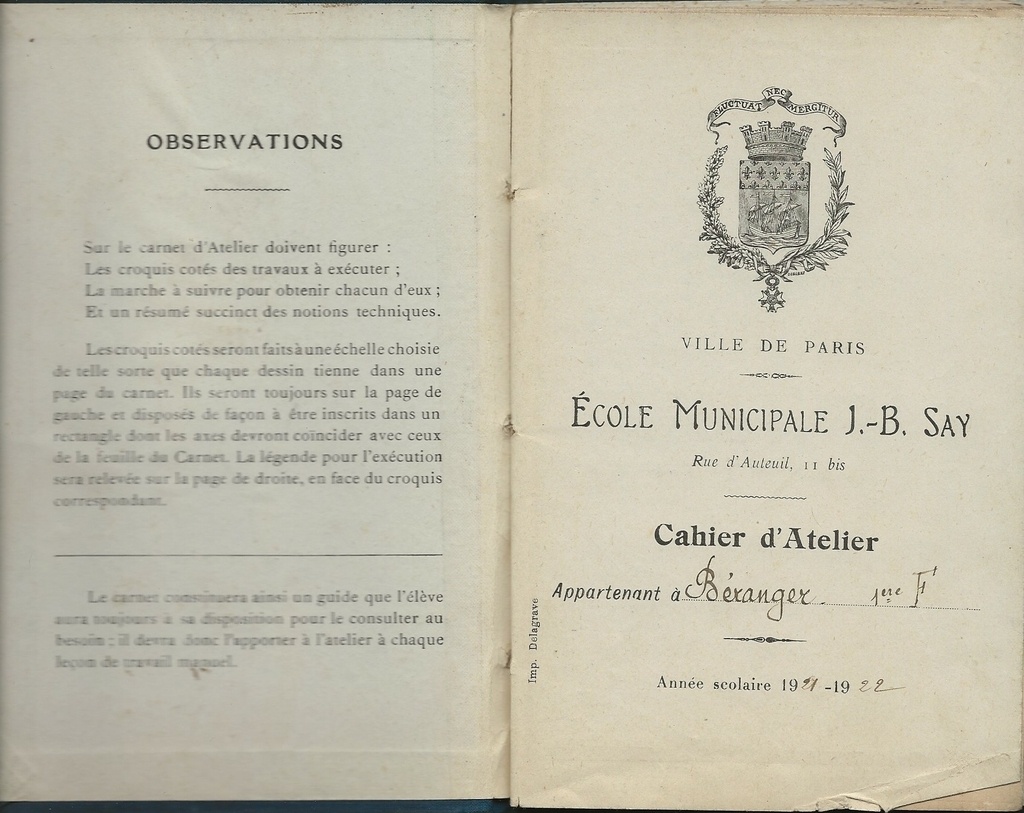 OBSERVATIONS
Sur le carnet d'Atelier doivent figurer :
Les croquis cotés des travaux à exécuter ;
La marche à suivre pour obtenir chacun d'eux ;
Et un résumé succinct des notions techniques.
Les croquis cotés seront faits à une échelle choisie
de telle sorte que chaque dessin tienne dans une
page du carnet. Ils seront toujours sur la page de
gauche et disposés de façon à être inscrits dans un
rectangle dont les axes devront coïncider avec ceux
de la feuille du Carnet. La légende pour l'exécution
sera relevée sur la page de droite, en face du croquis
correspondant.
Le carnet constituera ainsi un guide que l'élève
aura toujours à sa disposition pour le consulter au
besoin ; il devra donc l'apporter à l'atelier à chaque
leçon de travail manuel.
FLUCTUAT NEC MERGITUR
VILLE DE PARIS
ÉCOLE MUNICIPALE J.-B. SAY
Rue d'Auteuil, 11 bis
Cahier d'Atelier
Appartenant à Béranger. 1ere F'
Année scolaire 1921-1922
Imp. Delagrave